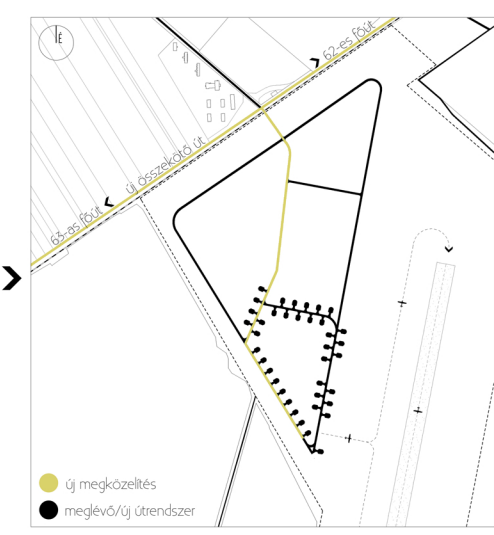 É
62-es főút
új összekötő út
63-as főút
új megközelítés
meglévő/új útrendszer